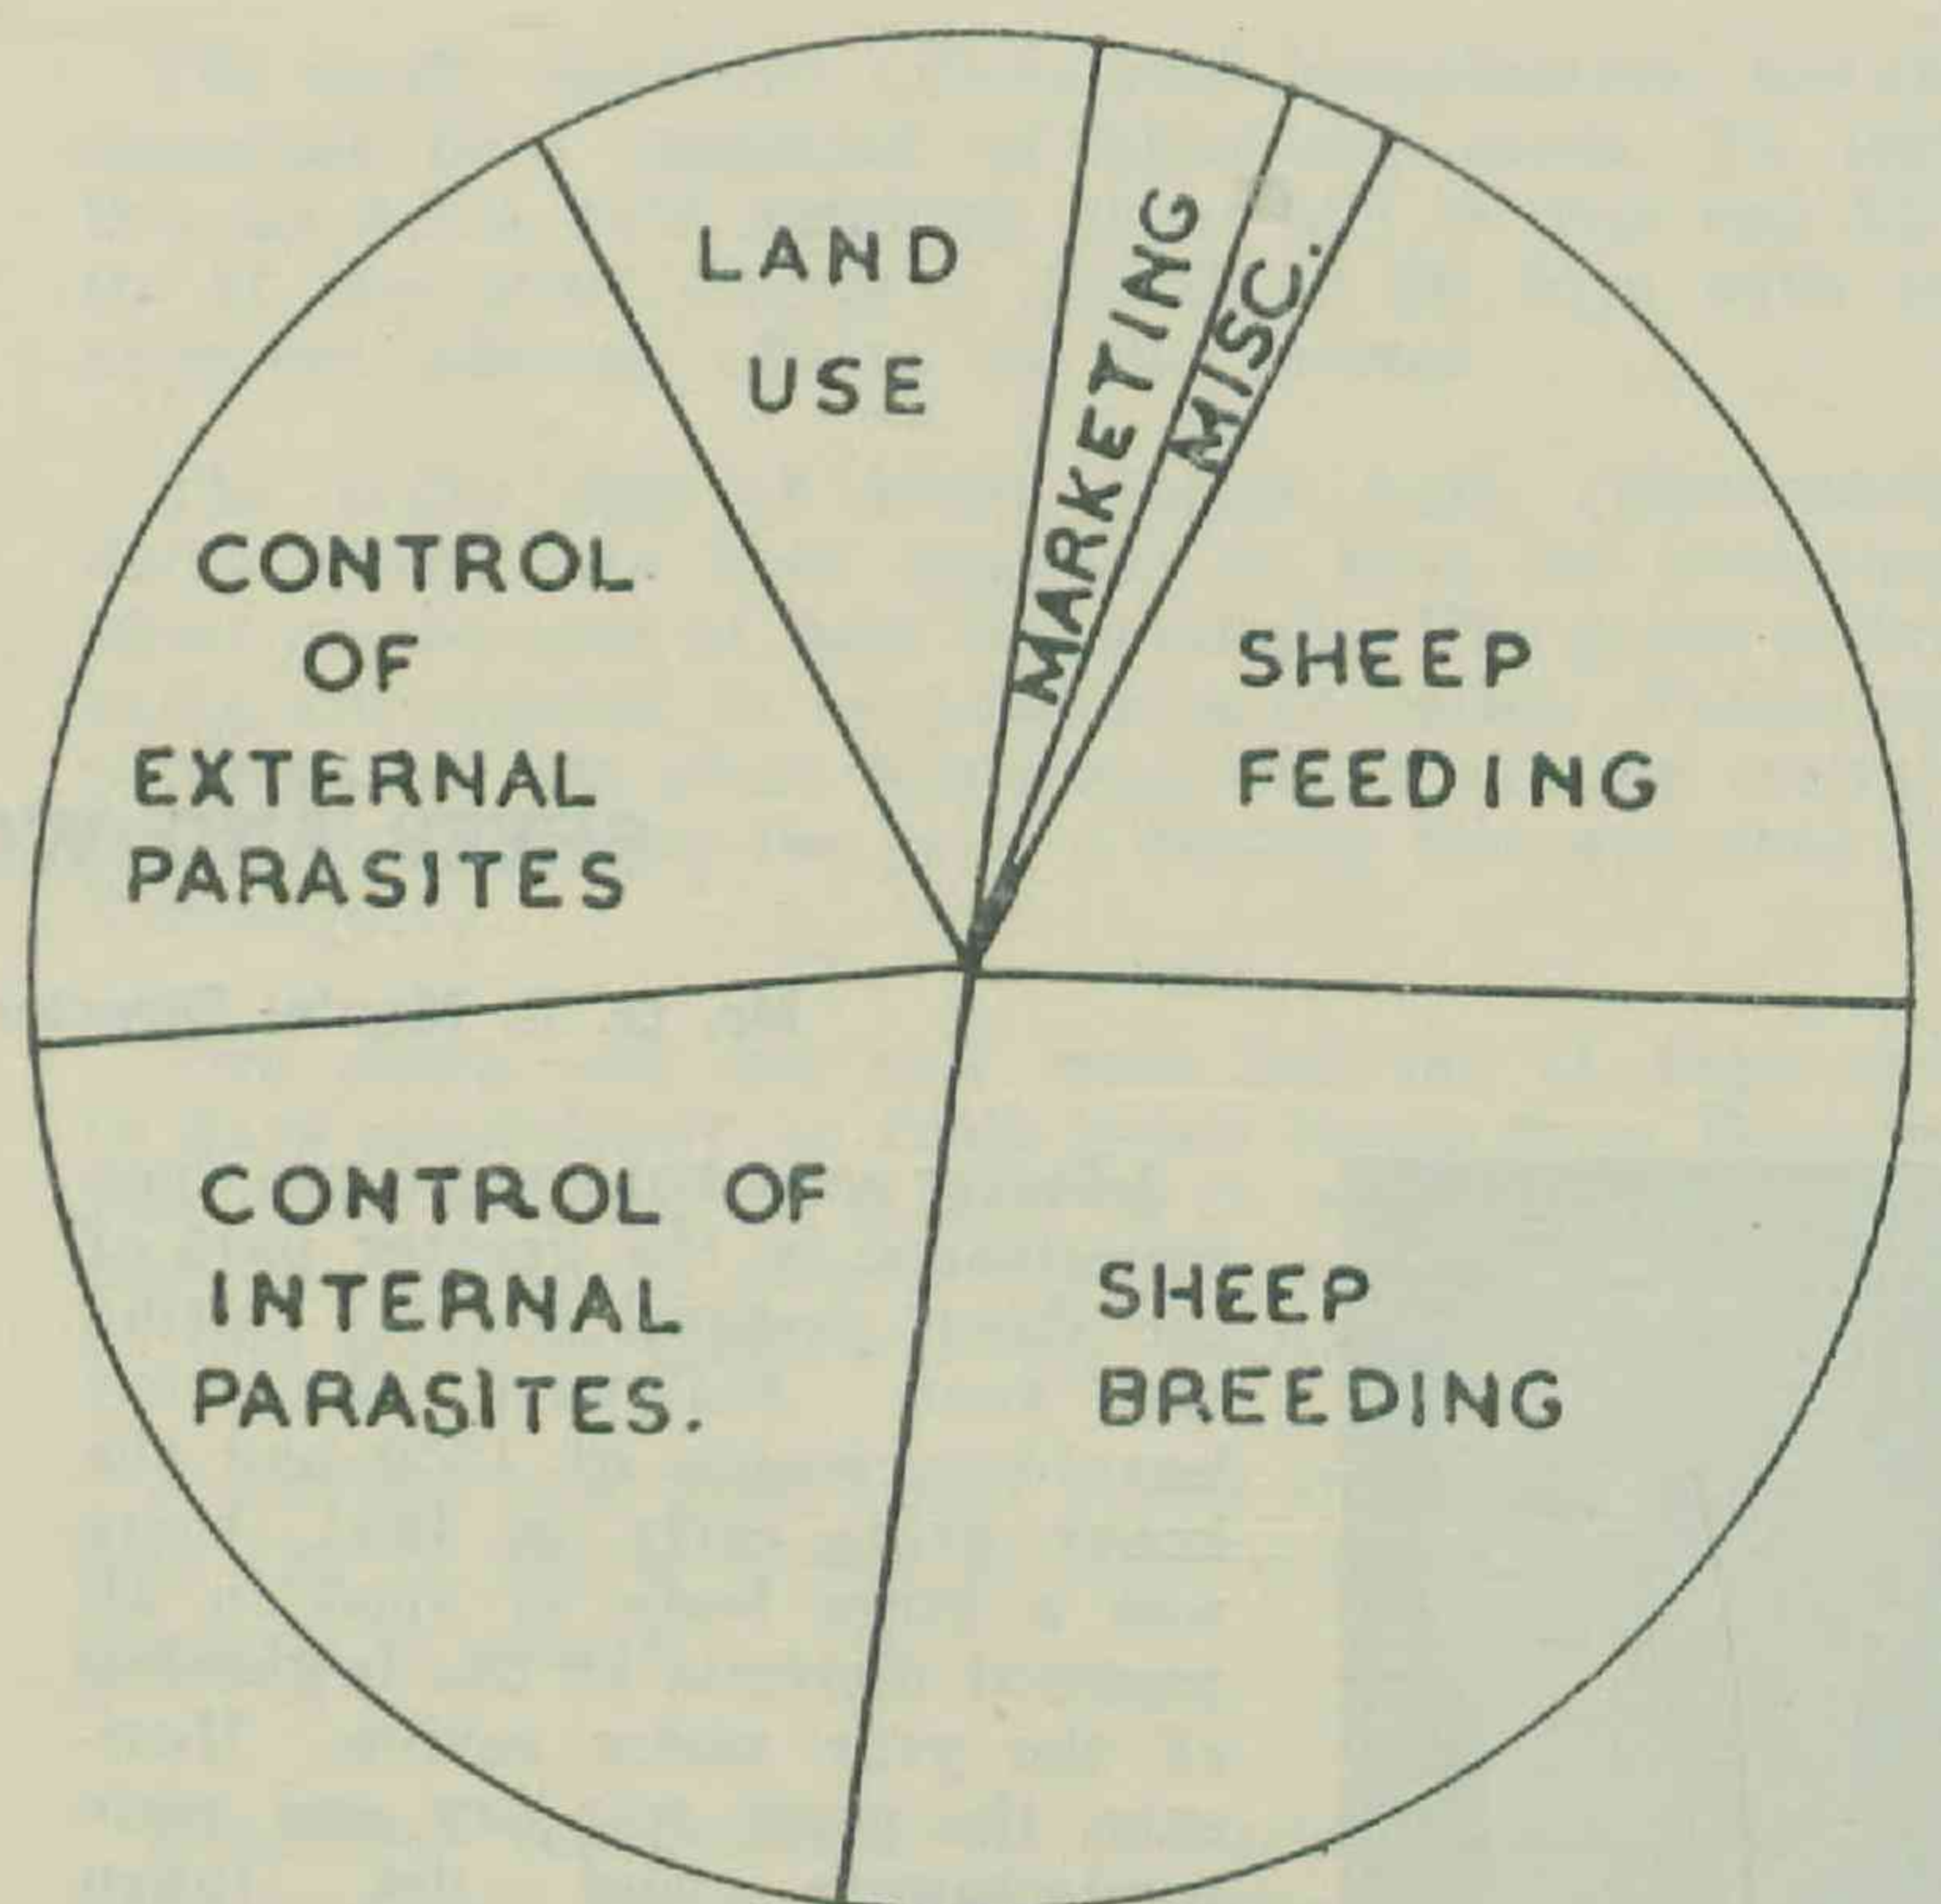 LAND
USE
MARKETING
MISC.
CONTROL
OF
EXTERNAL
PARASITES
SHEEP
FEEDING
CONTROL OF
INTERNAL
PARASITES.
SHEEP
BREEDING